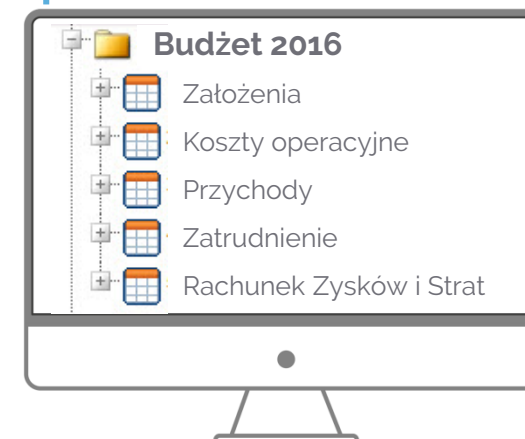 Budżet 2016
Założenia
Koszty operacyjne
Przychody
Zatrudnienie
Rachunek Zysków i Strat